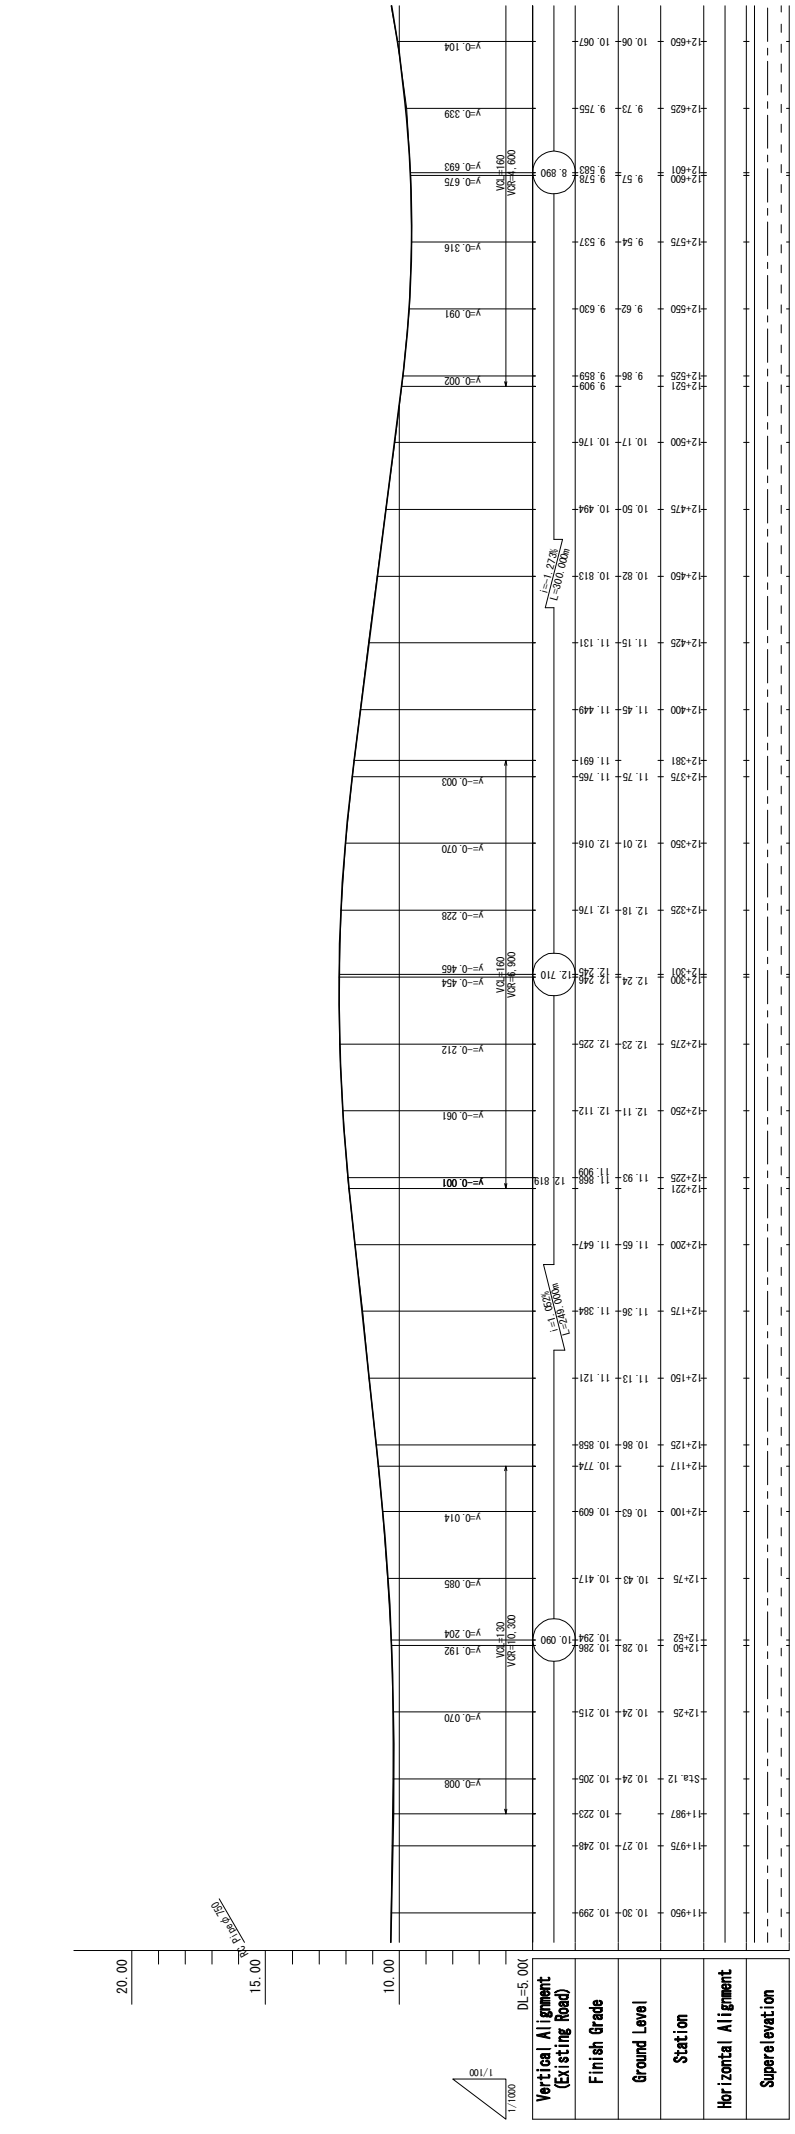 RC Pipeφ750
20.00
15.00
10.00
1/100
1/1000
DL=5.00
Vertical Alignment
(Existing Road)
Finish Grade
Ground Level
Station
Horizontal Alignment
Superelevation
y=0.008
y=0.070
y=0.192
y=0.204
y=0.085
y=0.014
y=-0.001
y=-0.061
y=-0.212
y=-0.454
y=-0.465
y=-0.228
y=-0.070
y=-0.003
y=0.002
y=0.091
y=0.316
y=0.675
y=0.693
y=0.339
y=0.104
VCL=130
VCR=10,300
VCL=160
VCR=6,900
VCL=160
VCR=4,600
10.090
i=1.052%
L=249.000m
12.819
12.710
i=-1.273%
L=300.000m
8.890
10.299
10.248
10.223
10.205
10.215
10.286
10.294
10.417
10.609
10.774
10.858
11.121
11.384
11.647
11.868
11.909
12.112
12.225
12.246
12.245
12.176
12.016
11.765
11.691
11.449
11.131
10.813
10.494
10.176
9.909
9.859
9.630
9.537
9.578
9.583
9.755
10.067
10.30
10.27
10.24
10.24
10.28
10.43
10.63
10.86
11.13
11.36
11.65
11.93
12.11
12.23
12.24
12.18
12.01
11.75
11.45
11.15
10.82
10.50
10.17
9.86
9.62
9.54
9.57
9.73
10.06
11+950
11+975
11+987
Sta.12
12+25
12+50
12+52
12+75
12+100
12+117
12+125
12+150
12+175
12+200
12+221
12+225
12+250
12+275
12+300
12+301
12+325
12+350
12+375
12+381
12+400
12+425
12+450
12+475
12+500
12+521
12+525
12+550
12+575
12+600
12+601
12+625
12+650